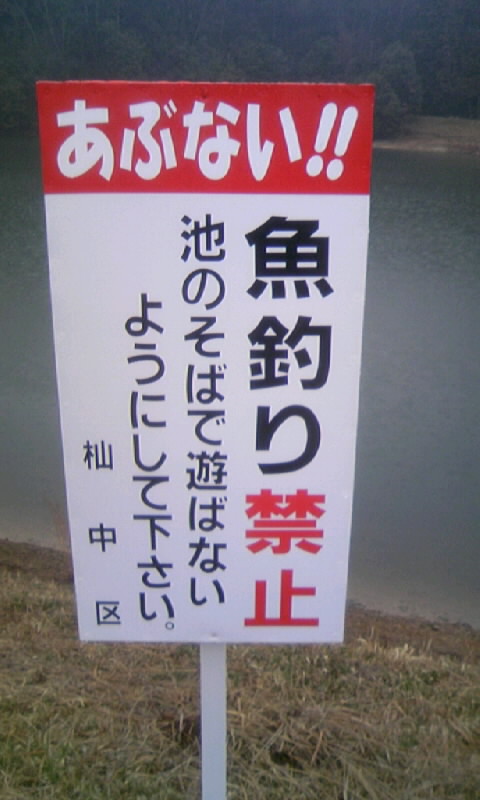 あぶない!!
魚釣り禁止
池のそばで遊ばない
ようにして下さい。
杣中区